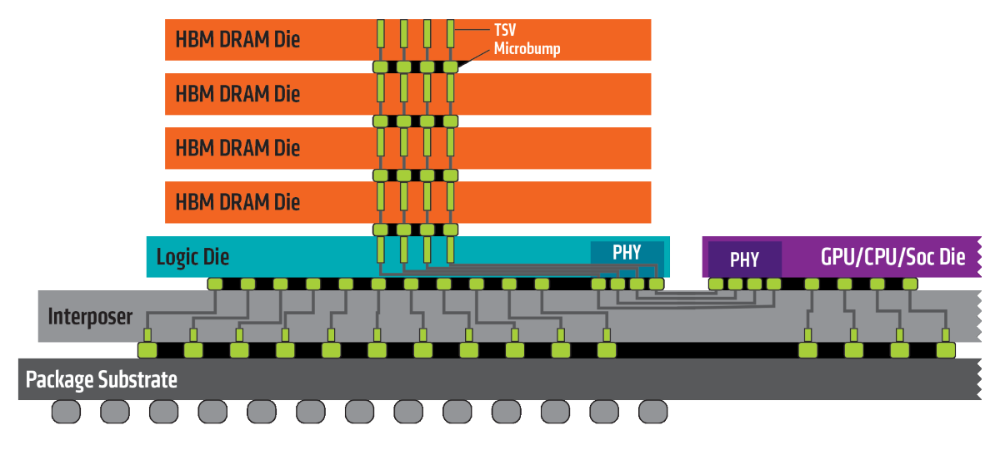 HBM DRAM Die
TSV
Microbump
HBM DRAM Die
HBM DRAM Die
HBM DRAM Die
Logic Die
PHY
PHY
GPU/CPU/Soc Die
Interposer
Package Substrate